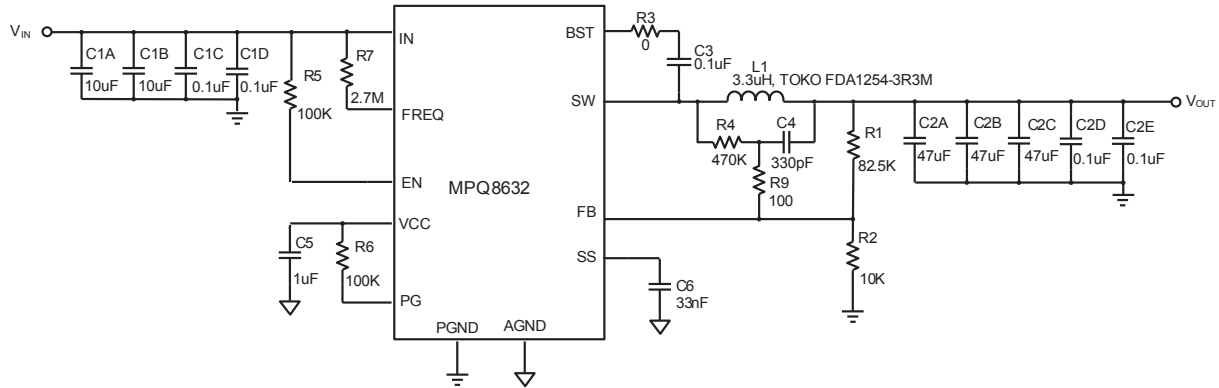 V_IN
C1A
10uF
C1B
10uF
C1C
0.1uF
C1D
0.1uF
R5
100K
R7
2.7M
IN
FREQ
EN
VCC
PG
C5
1uF
R6
100K
MPQ8632
PGND
AGND
BST
SW
FB
SS
R3
0
C3
0.1uF
L1
3.3uH, TOKO FDA1254-3R3M
R4
470K
C4
330pF
R9
100
R1
82.5K
R2
10K
C6
33nF
C2A
47uF
C2B
47uF
C2C
47uF
C2D
0.1uF
C2E
0.1uF
V_OUT